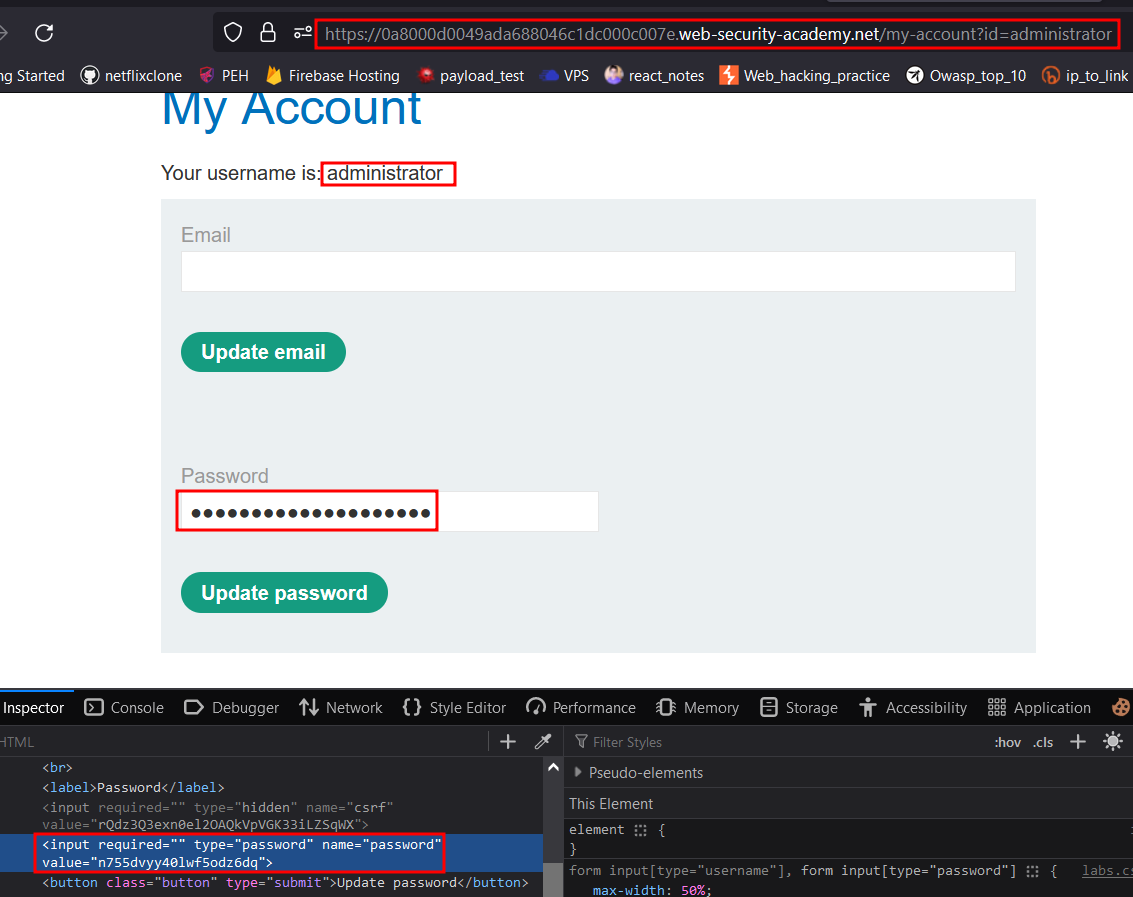 https://0a8000d0049ada688046c1dc000c007e.web-security-academy.net/my-account?id=administrator
ng Started netflixclone PEH Firebase Hosting payload_test VPS react_notes Web_hacking_practice Owasp_top_10 ip_to_link
My Account
Your username is: administrator
Email
Update email
Password
●●●●●●●●●●●●●●●●●●●●
Update password
Inspector Console Debugger Network Style Editor Performance Memory Storage Accessibility Application
HTML Filter Styles :hov .cls
<br> Pseudo-elements
<label>Password</label>
<input required="" type="hidden" name="csrf" This Element
value="rQdz3Q3exn0el2OAQkVpVGK33iLZSqWX"> element {
<input required="" type="password" name="password" }
value="n755dvyy40lwf5odz6dq">
form input[type="username"], form input[type="password"] { labs.cs
<button class="button" type="submit">Update password</button> max-width: 50%;